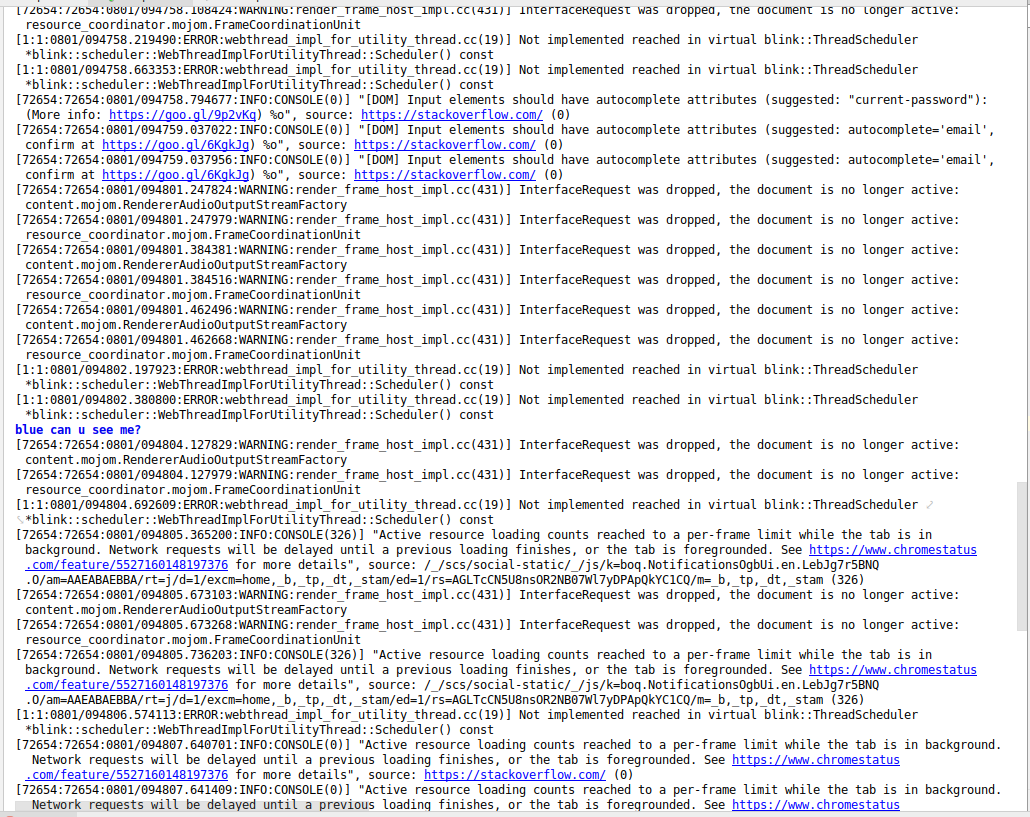 [72654:72654:0801/094758.108424:WARNING:render_frame_host_impl.cc(431)] InterfaceRequest was dropped, the document is no longer active:
resource_coordinator.mojom.FrameCoordinationUnit
[1:1:0801/094758.219490:ERROR:webthread_impl_for_utility_thread.cc(19)] Not implemented reached in virtual blink::ThreadScheduler
*blink::scheduler::WebThreadImplForUtilityThread::Scheduler() const
[1:1:0801/094758.663353:ERROR:webthread_impl_for_utility_thread.cc(19)] Not implemented reached in virtual blink::ThreadScheduler
*blink::scheduler::WebThreadImplForUtilityThread::Scheduler() const
[72654:72654:0801/094758.794677:INFO:CONSOLE(0)] "[DOM] Input elements should have autocomplete attributes (suggested: "current-password"):
(More info: https://goo.gl/9p2vKq) %o", source: https://stackoverflow.com/ (0)
[72654:72654:0801/094759.037022:INFO:CONSOLE(0)] "[DOM] Input elements should have autocomplete attributes (suggested: autocomplete='email',
confirm at https://goo.gl/6KgkJg) %o", source: https://stackoverflow.com/ (0)
[72654:72654:0801/094759.037956:INFO:CONSOLE(0)] "[DOM] Input elements should have autocomplete attributes (suggested: autocomplete='email',
confirm at https://goo.gl/6KgkJg) %o", source: https://stackoverflow.com/ (0)
[72654:72654:0801/094801.247824:WARNING:render_frame_host_impl.cc(431)] InterfaceRequest was dropped, the document is no longer active:
content.mojom.RendererAudioOutputStreamFactory
[72654:72654:0801/094801.247979:WARNING:render_frame_host_impl.cc(431)] InterfaceRequest was dropped, the document is no longer active:
resource_coordinator.mojom.FrameCoordinationUnit
[72654:72654:0801/094801.384381:WARNING:render_frame_host_impl.cc(431)] InterfaceRequest was dropped, the document is no longer active:
content.mojom.RendererAudioOutputStreamFactory
[72654:72654:0801/094801.384516:WARNING:render_frame_host_impl.cc(431)] InterfaceRequest was dropped, the document is no longer active:
resource_coordinator.mojom.FrameCoordinationUnit
[72654:72654:0801/094801.462496:WARNING:render_frame_host_impl.cc(431)] InterfaceRequest was dropped, the document is no longer active:
content.mojom.RendererAudioOutputStreamFactory
[72654:72654:0801/094801.462668:WARNING:render_frame_host_impl.cc(431)] InterfaceRequest was dropped, the document is no longer active:
resource_coordinator.mojom.FrameCoordinationUnit
[1:1:0801/094802.197923:ERROR:webthread_impl_for_utility_thread.cc(19)] Not implemented reached in virtual blink::ThreadScheduler
*blink::scheduler::WebThreadImplForUtilityThread::Scheduler() const
[1:1:0801/094802.380800:ERROR:webthread_impl_for_utility_thread.cc(19)] Not implemented reached in virtual blink::ThreadScheduler
*blink::scheduler::WebThreadImplForUtilityThread::Scheduler() const
blue can u see me?
[72654:72654:0801/094804.127829:WARNING:render_frame_host_impl.cc(431)] InterfaceRequest was dropped, the document is no longer active:
content.mojom.RendererAudioOutputStreamFactory
[72654:72654:0801/094804.127979:WARNING:render_frame_host_impl.cc(431)] InterfaceRequest was dropped, the document is no longer active:
resource_coordinator.mojom.FrameCoordinationUnit
[1:1:0801/094804.692609:ERROR:webthread_impl_for_utility_thread.cc(19)] Not implemented reached in virtual blink::ThreadScheduler
*blink::scheduler::WebThreadImplForUtilityThread::Scheduler() const
[72654:72654:0801/094805.365200:INFO:CONSOLE(326)] "Active resource loading counts reached to a per-frame limit while the tab is in
background. Network requests will be delayed until a previous loading finishes, or the tab is foregrounded. See https://www.chromestatus
.com/feature/5527160148197376 for more details", source: /_/scs/social-static/_/js/k=boq.NotificationsOgbUi.en.LebJg7r5BNQ
.O/am=AAEABAEBBA/rt=j/d=1/excm=home,_b,_tp,_dt,_stam/ed=1/rs=AGLTcCN5U8nsOR2NB07Wl7yDPApQkYC1CQ/m=_b,_tp,_dt,_stam (326)
[72654:72654:0801/094805.673103:WARNING:render_frame_host_impl.cc(431)] InterfaceRequest was dropped, the document is no longer active:
content.mojom.RendererAudioOutputStreamFactory
[72654:72654:0801/094805.673268:WARNING:render_frame_host_impl.cc(431)] InterfaceRequest was dropped, the document is no longer active:
resource_coordinator.mojom.FrameCoordinationUnit
[72654:72654:0801/094805.736203:INFO:CONSOLE(326)] "Active resource loading counts reached to a per-frame limit while the tab is in
background. Network requests will be delayed until a previous loading finishes, or the tab is foregrounded. See https://www.chromestatus
.com/feature/5527160148197376 for more details", source: /_/scs/social-static/_/js/k=boq.NotificationsOgbUi.en.LebJg7r5BNQ
.O/am=AAEABAEBBA/rt=j/d=1/excm=home,_b,_tp,_dt,_stam/ed=1/rs=AGLTcCN5U8nsOR2NB07Wl7yDPApQkYC1CQ/m=_b,_tp,_dt,_stam (326)
[1:1:0801/094806.574113:ERROR:webthread_impl_for_utility_thread.cc(19)] Not implemented reached in virtual blink::ThreadScheduler
*blink::scheduler::WebThreadImplForUtilityThread::Scheduler() const
[72654:72654:0801/094807.640701:INFO:CONSOLE(0)] "Active resource loading counts reached to a per-frame limit while the tab is in background.
Network requests will be delayed until a previous loading finishes, or the tab is foregrounded. See https://www.chromestatus
.com/feature/5527160148197376 for more details", source: https://stackoverflow.com/ (0)
[72654:72654:0801/094807.641409:INFO:CONSOLE(0)] "Active resource loading counts reached to a per-frame limit while the tab is in background.
Network requests will be delayed until a previous loading finishes, or the tab is foregrounded. See https://www.chromestatus